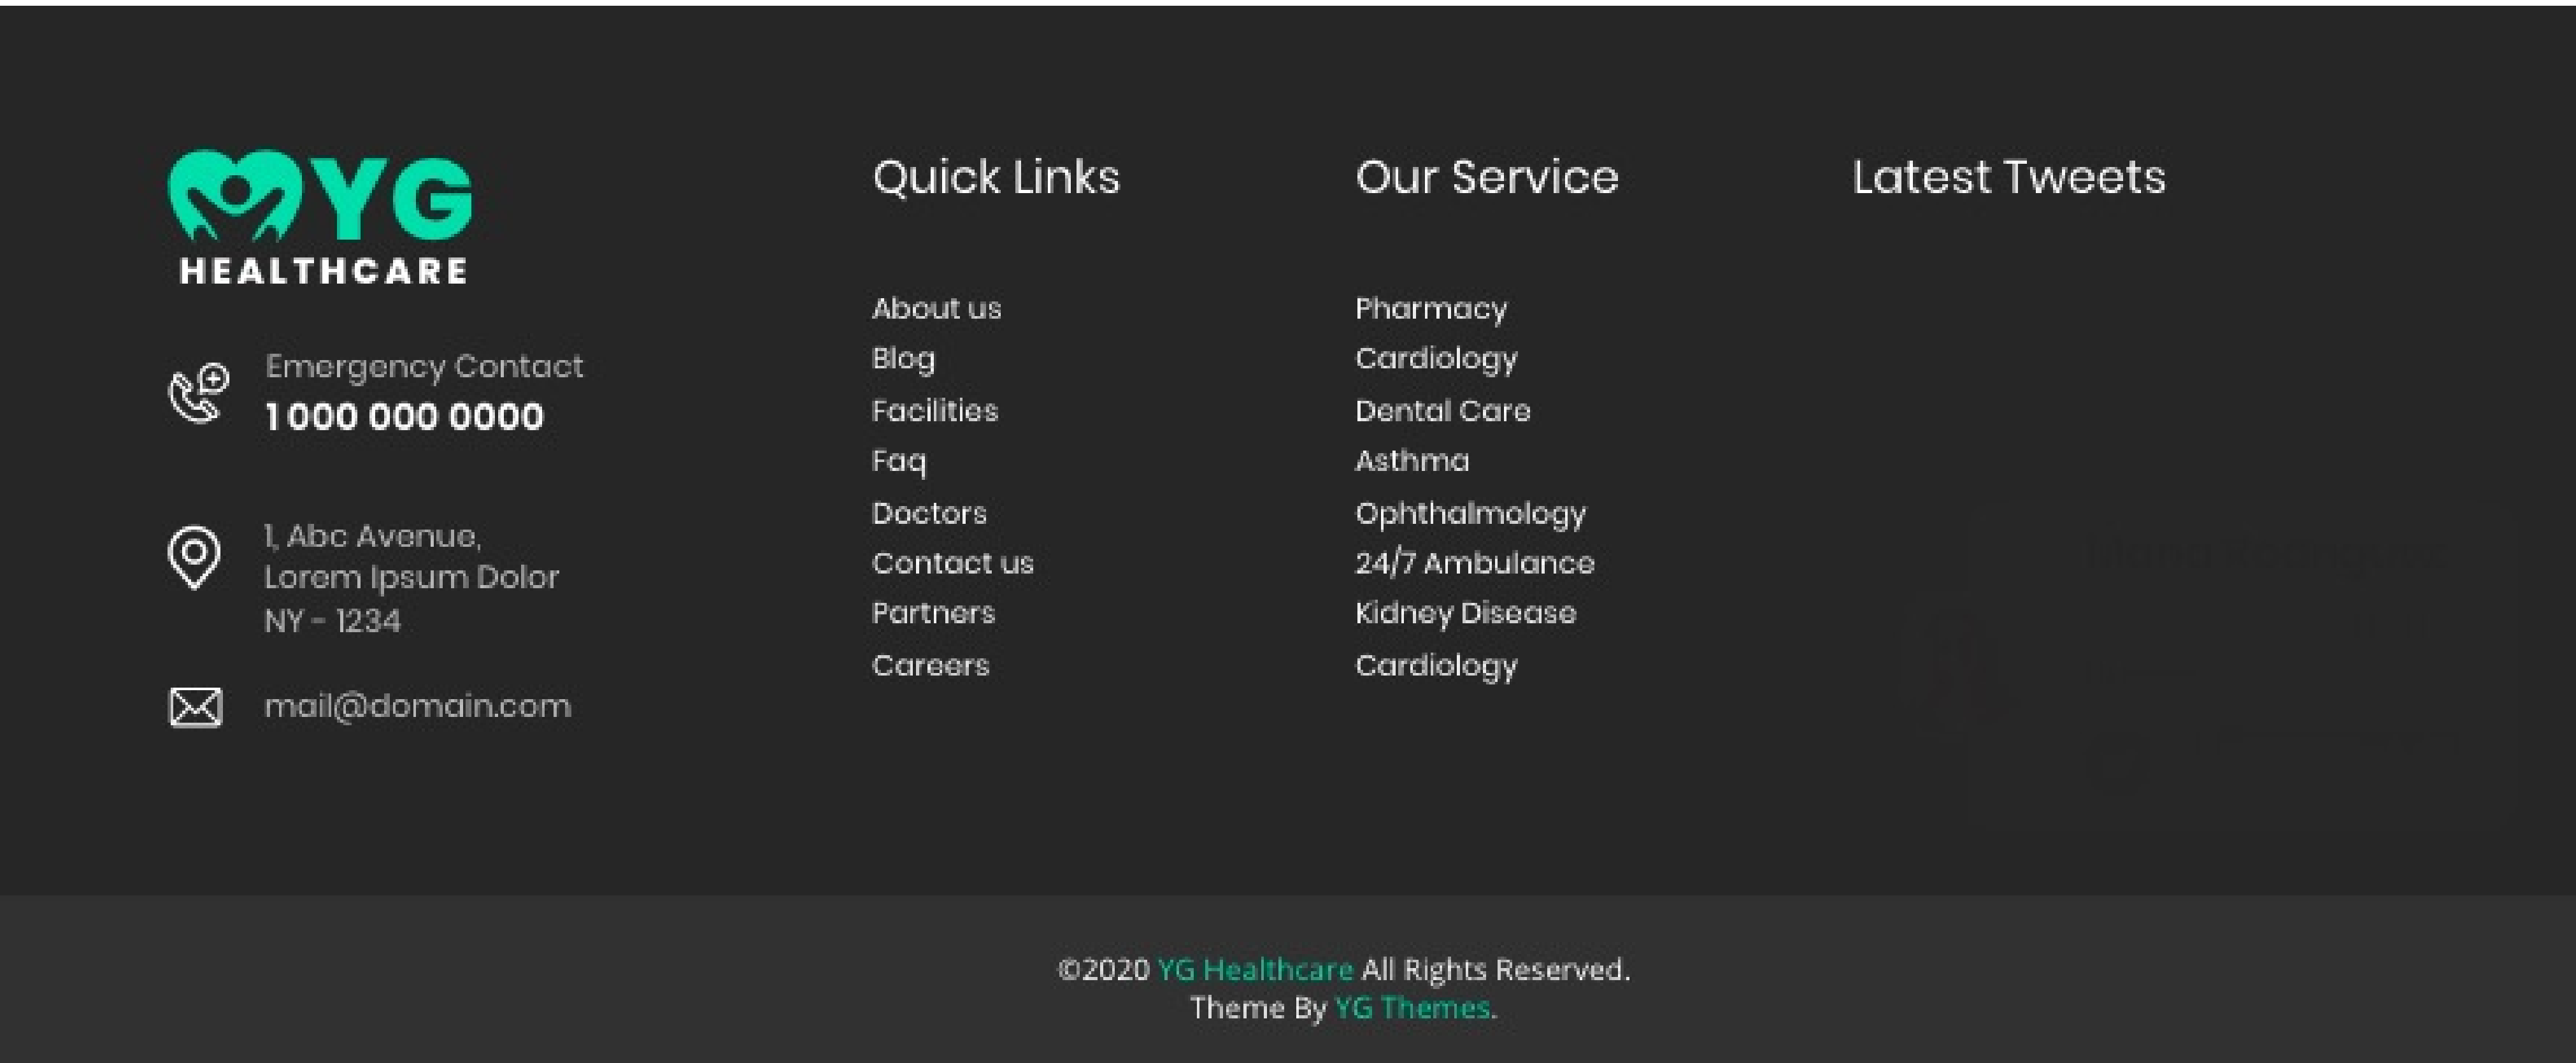 YG
HEALTHCARE
Emergency Contact
1 000 000 0000
1, Abc Avenue,
Lorem Ipsum Dolor
NY - 1234
mail@domain.com
Quick Links
About us
Blog
Facilities
Faq
Doctors
Contact us
Partners
Careers
Our Service
Pharmacy
Cardiology
Dental Care
Asthma
Ophthalmology
24/7 Ambulance
Kidney Disease
Cardiology
Latest Tweets
©2020 YG Healthcare All Rights Reserved.
Theme By YG Themes.